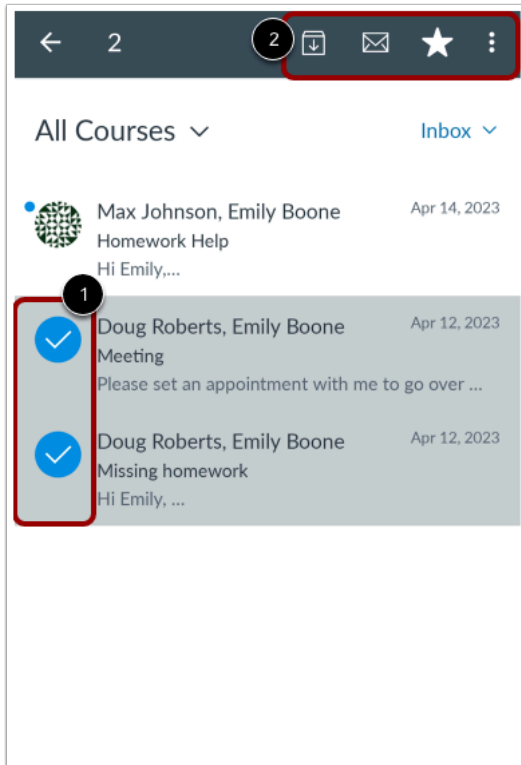 2
2
All Courses
Inbox
Max Johnson, Emily Boone
Apr 14, 2023
Homework Help
Hi Emily,...
1
Doug Roberts, Emily Boone
Apr 12, 2023
Meeting
Please set an appointment with me to go over ...
Doug Roberts, Emily Boone
Apr 12, 2023
Missing homework
Hi Emily, ...